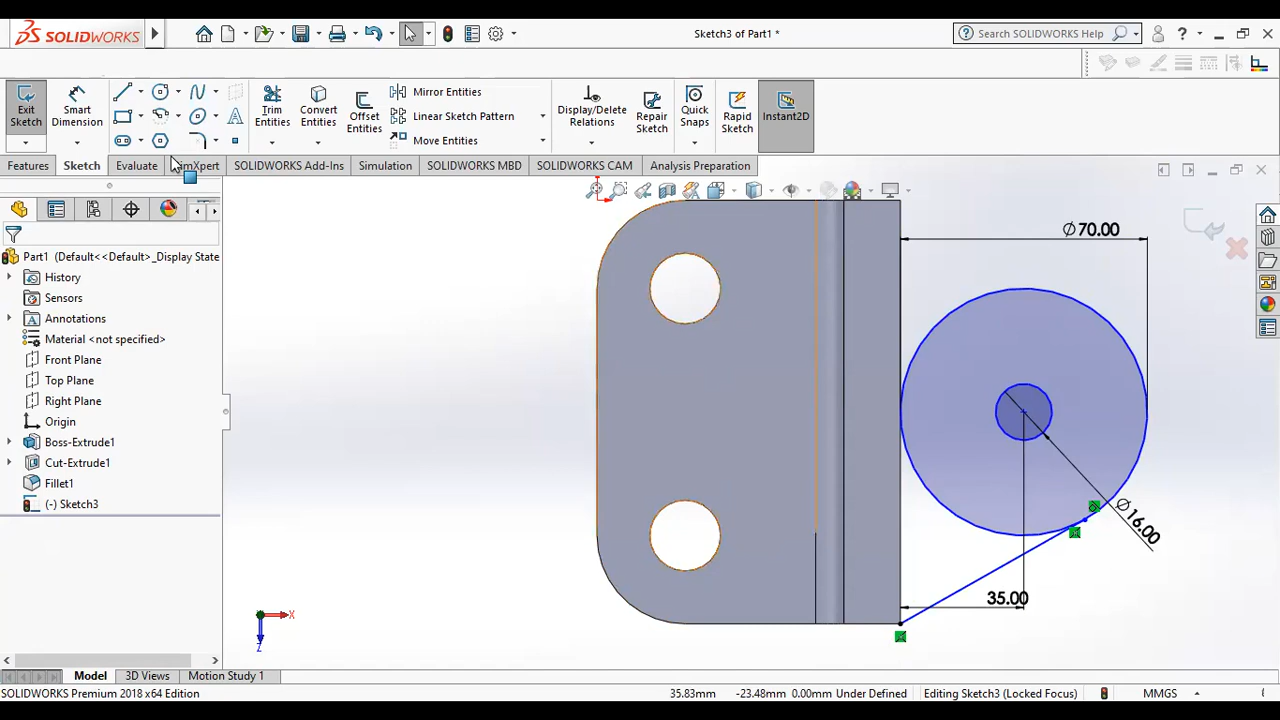 SOLIDWORKS
Sketch3 of Part1 *
Search SOLIDWORKS Help
?
Exit Sketch
Smart Dimension
Trim Entities
Convert Entities
Offset Entities
Mirror Entities
Linear Sketch Pattern
Move Entities
Display/Delete Relations
Repair Sketch
Quick Snaps
Rapid Sketch
Instant2D
Features
Sketch
Evaluate
SOLIDWORKS Add-Ins
Simulation
SOLIDWORKS MBD
SOLIDWORKS CAM
Analysis Preparation
Part1 (Default<<Default>_Display State
History
Sensors
Annotations
Material <not specified>
Front Plane
Top Plane
Right Plane
Origin
Boss-Extrude1
Cut-Extrude1
Fillet1
(-) Sketch3
∅70.00
∅16.00
35.00
X
Z
Model
3D Views
Motion Study 1
SOLIDWORKS Premium 2018 x64 Edition
35.83mm
-23.48mm
0.00mm
Under Defined
Editing Sketch3 (Locked Focus)
MMGS